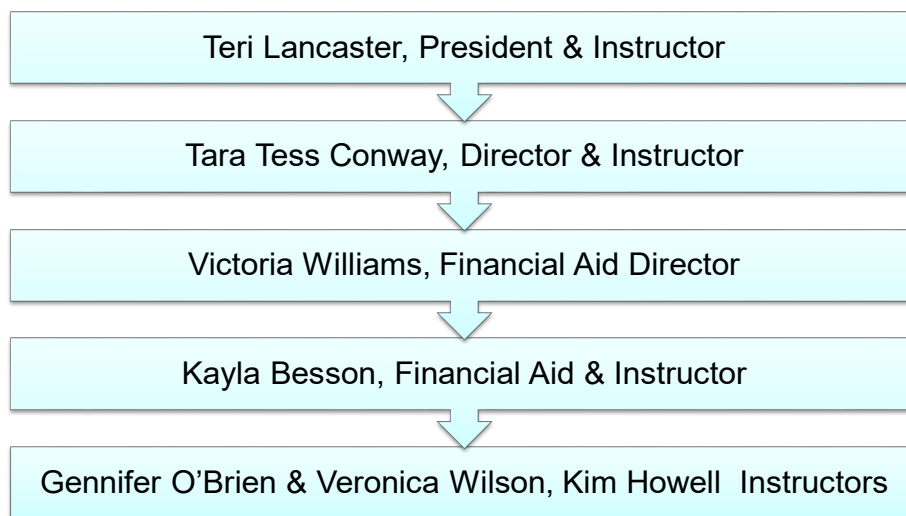 Teri Lancaster, President & Instructor
Tara Tess Conway, Director & Instructor
Victoria Williams, Financial Aid Director
Kayla Besson, Financial Aid & Instructor
Gennifer O’Brien & Veronica Wilson, Kim Howell  Instructors